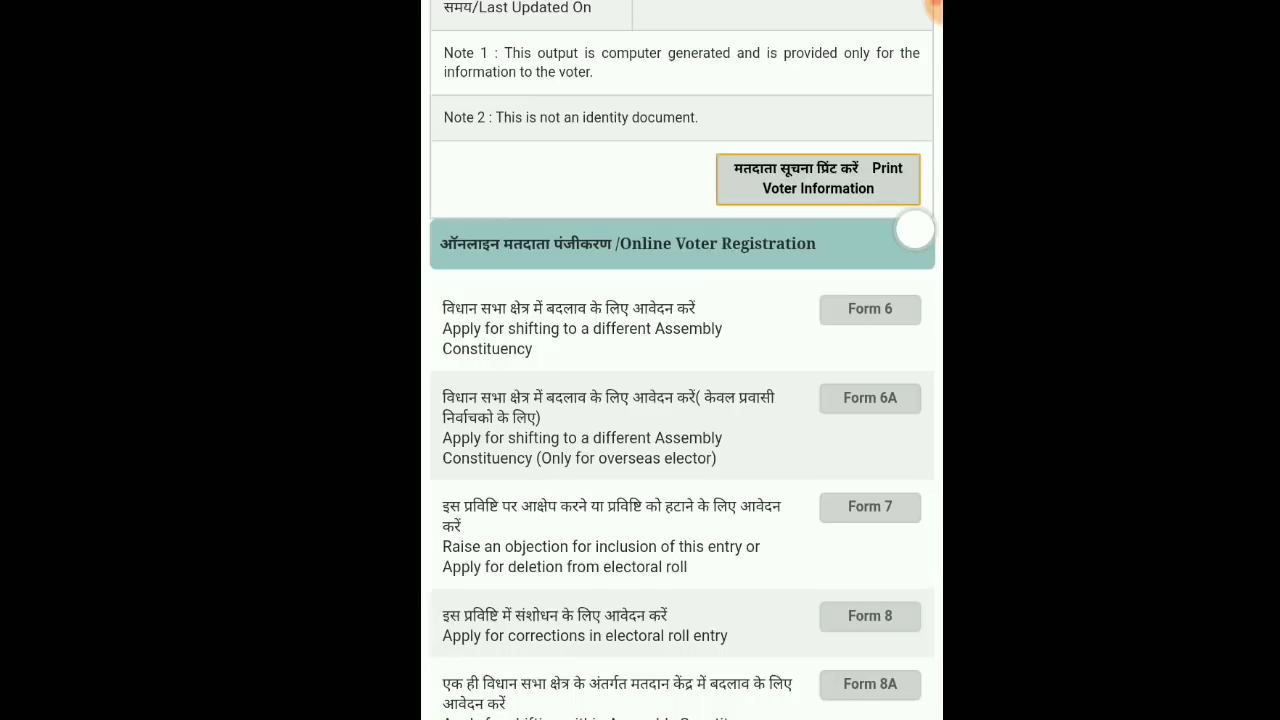 समय/Last Updated On
Note 1 : This output is computer generated and is provided only for the
information to the voter.
Note 2 : This is not an identity document.
मतदाता सूचना प्रिंट करें Print
Voter Information
ऑनलाइन मतदाता पंजीकरण /Online Voter Registration
विधान सभा क्षेत्र में बदलाव के लिए आवेदन करें
Apply for shifting to a different Assembly
Constituency
Form 6
विधान सभा क्षेत्र में बदलाव के लिए आवेदन करें( केवल प्रवासी
निर्वाचको के लिए)
Apply for shifting to a different Assembly
Constituency (Only for overseas elector)
Form 6A
इस प्रविष्टि पर आक्षेप करने या प्रविष्टि को हटाने के लिए आवेदन
करें
Raise an objection for inclusion of this entry or
Apply for deletion from electoral roll
Form 7
इस प्रविष्टि में संशोधन के लिए आवेदन करें
Apply for corrections in electoral roll entry
Form 8
एक ही विधान सभा क्षेत्र के अंतर्गत मतदान केंद्र में बदलाव के लिए
आवेदन करें
Form 8A